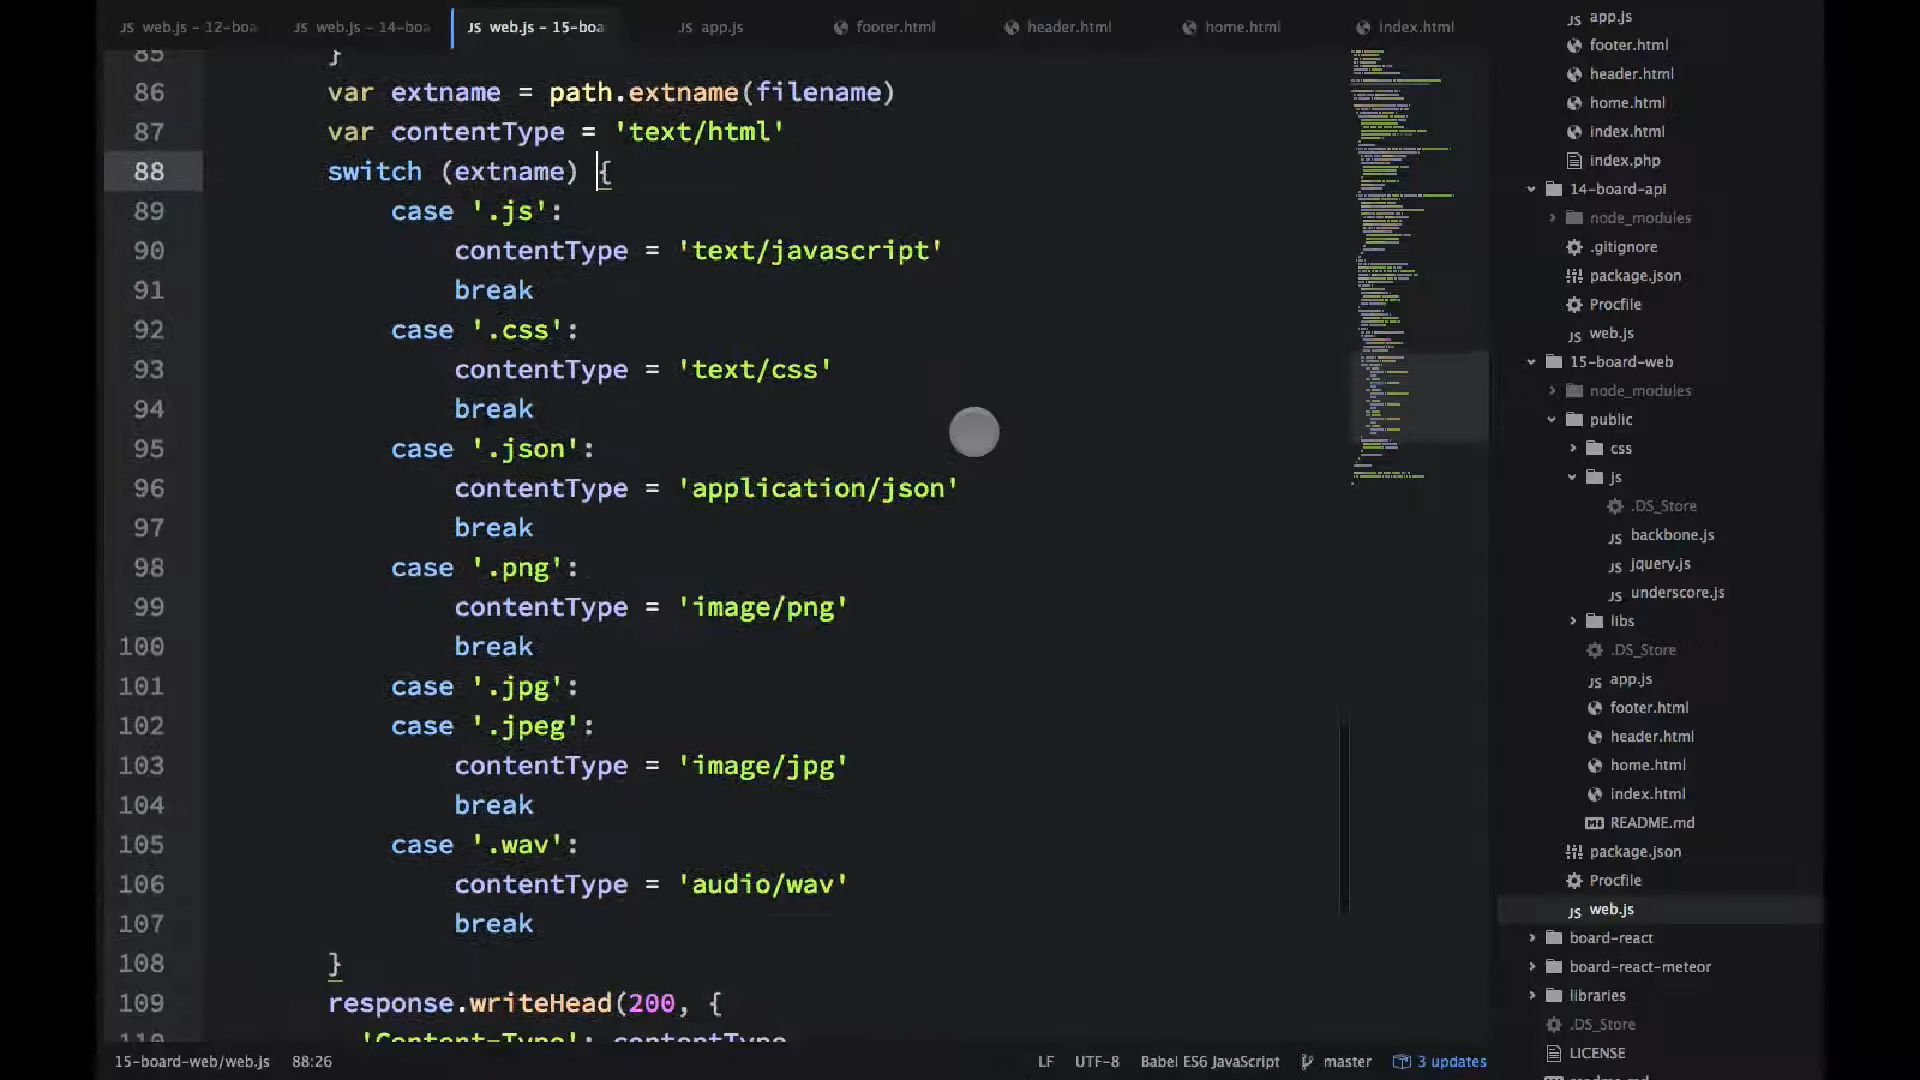 web.js – 12-boa
web.js – 14-boa
web.js – 15-boa
app.js
footer.html
header.html
home.html
index.html
85 }
86 var extname = path.extname(filename)
87 var contentType = 'text/html'
88 switch (extname) {
89 case '.js':
90 contentType = 'text/javascript'
91 break
92 case '.css':
93 contentType = 'text/css'
94 break
95 case '.json':
96 contentType = 'application/json'
97 break
98 case '.png':
99 contentType = 'image/png'
100 break
101 case '.jpg':
102 case '.jpeg':
103 contentType = 'image/jpg'
104 break
105 case '.wav':
106 contentType = 'audio/wav'
107 break
108 }
109 response.writeHead(200, {
110 'Content-Type': contentType
app.js
footer.html
header.html
home.html
index.html
index.php
14-board-api
node_modules
.gitignore
package.json
Procfile
web.js
15-board-web
node_modules
public
css
js
.DS_Store
backbone.js
jquery.js
underscore.js
libs
.DS_Store
app.js
footer.html
header.html
home.html
index.html
README.md
package.json
Procfile
web.js
board-react
board-react-meteor
libraries
.DS_Store
LICENSE
readme.md
15-board-web/web.js 88:26
LF UTF-8 Babel ES6 JavaScript master 3 updates